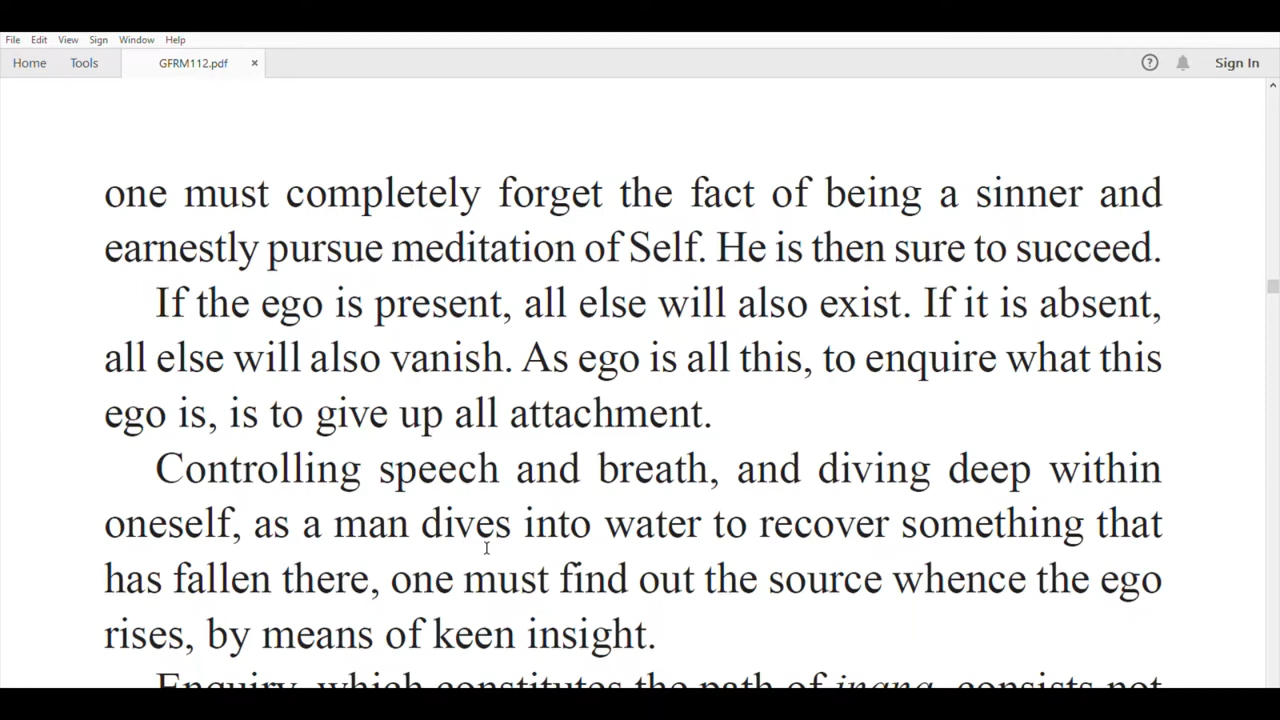 File Edit View Sign Window Help
Home Tools GFRM112.pdf × ? Sign In
one must completely forget the fact of being a sinner and
earnestly pursue meditation of Self. He is then sure to succeed.
If the ego is present, all else will also exist. If it is absent,
all else will also vanish. As ego is all this, to enquire what this
ego is, is to give up all attachment.
Controlling speech and breath, and diving deep within
oneself, as a man dives into water to recover something that
has fallen there, one must find out the source whence the ego
rises, by means of keen insight.
Enquiry, which constitutes the path of jnana, consists not